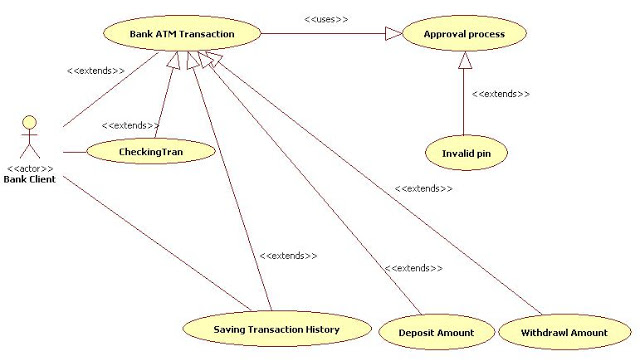 <<uses>>
Bank ATM Transaction
Approval process
<<extends>>
<<extends>>
<<extends>>
CheckingTran
Invalid pin
<<actor>>
Bank Client
<<extends>>
<<extends>>
<<extends>>
Saving Transaction History
Deposit Amount
Withdrawl Amount